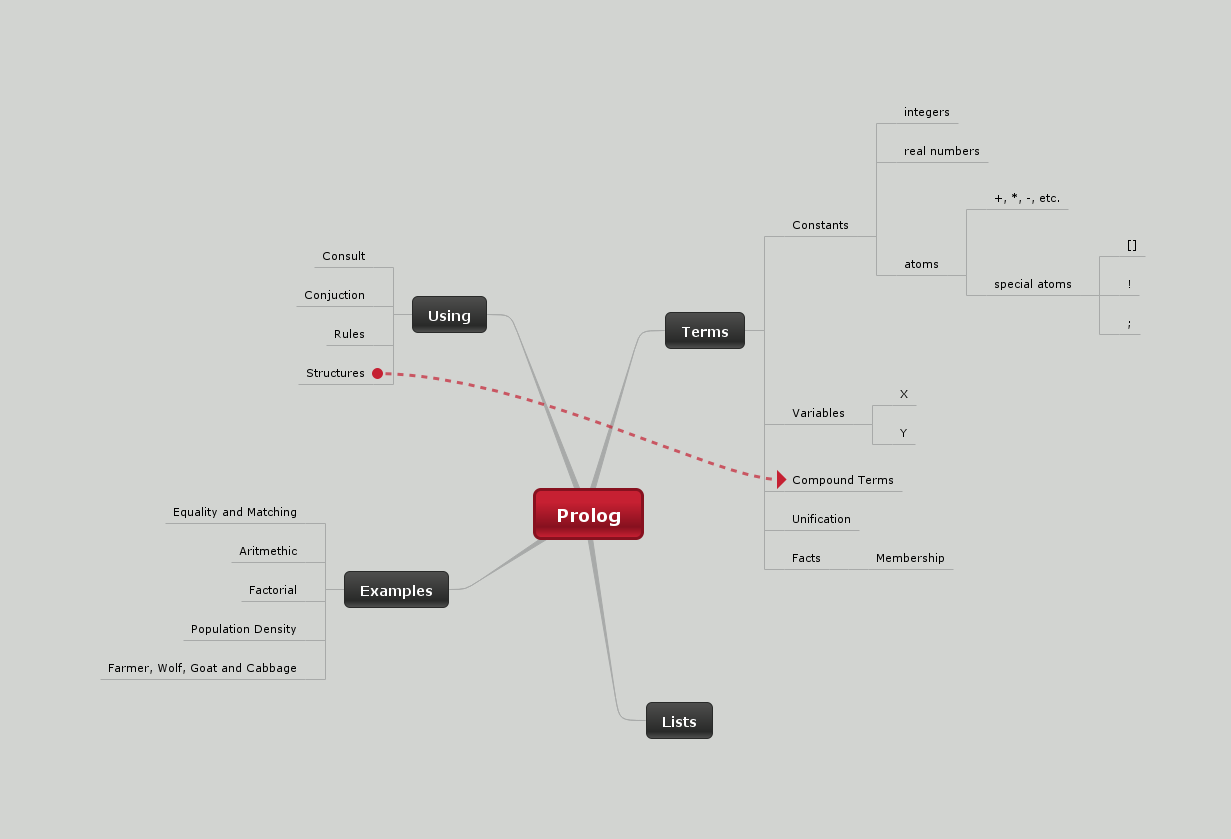 Prolog
Using
Consult
Conjuction
Rules
Structures
Examples
Equality and Matching
Aritmethic
Factorial
Population Density
Farmer, Wolf, Goat and Cabbage
Terms
Constants
integers
real numbers
atoms
+, *, -, etc.
special atoms
[]
!
;
Variables
X
Y
Compound Terms
Unification
Facts
Membership
Lists